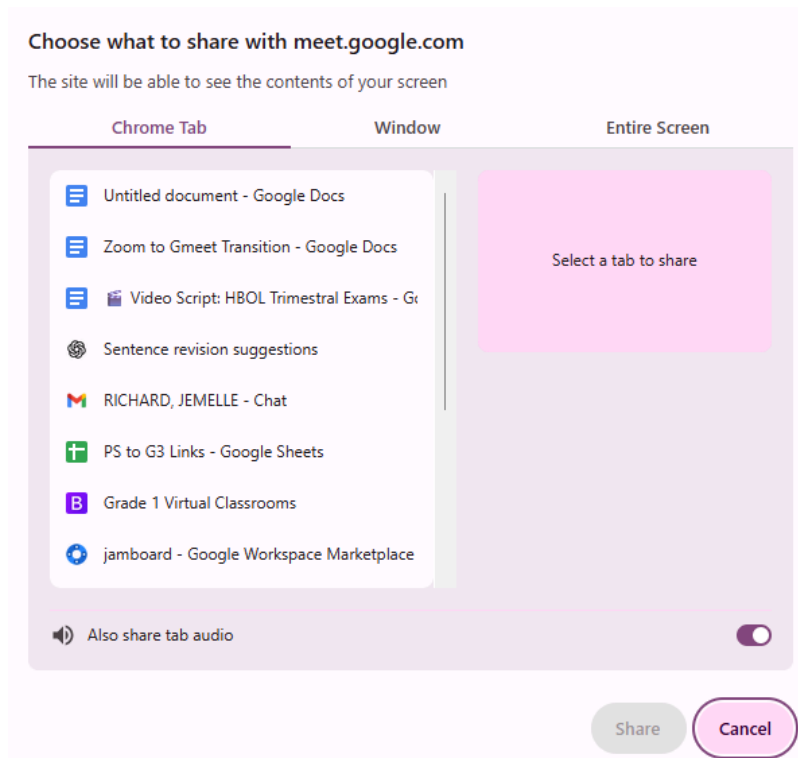 Choose what to share with meet.google.com
The site will be able to see the contents of your screen
Chrome Tab
Window
Entire Screen
Untitled document - Google Docs
Zoom to Gmeet Transition - Google Docs
🎬 Video Script: HBOL Trimestral Exams - Go
Sentence revision suggestions
RICHARD, JEMELLE - Chat
PS to G3 Links - Google Sheets
B Grade 1 Virtual Classrooms
jamboard - Google Workspace Marketplace
Select a tab to share
Also share tab audio
Share
Cancel